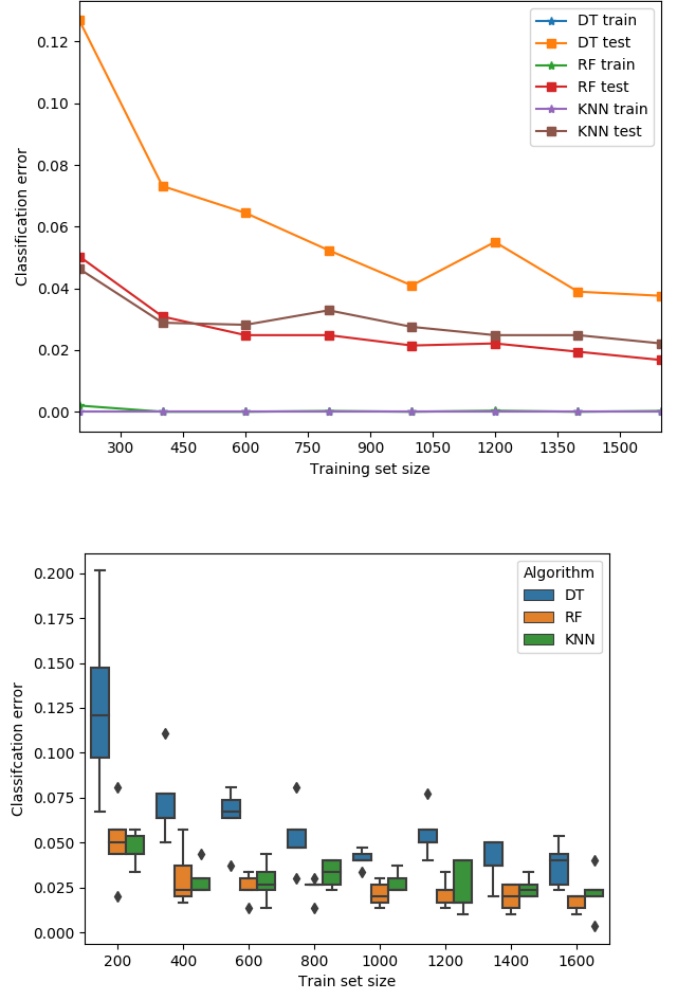 0.12
0.10
0.08
0.06
0.04
0.02
0.00
Classification error
DT train
DT test
RF train
RF test
KNN train
KNN test
300 450 600 750 900 1050 1200 1350 1500
Training set size
0.200
0.175
0.150
0.125
0.100
0.075
0.050
0.025
0.000
Classifcation error
Algorithm
DT
RF
KNN
200 400 600 800 1000 1200 1400 1600
Train set size